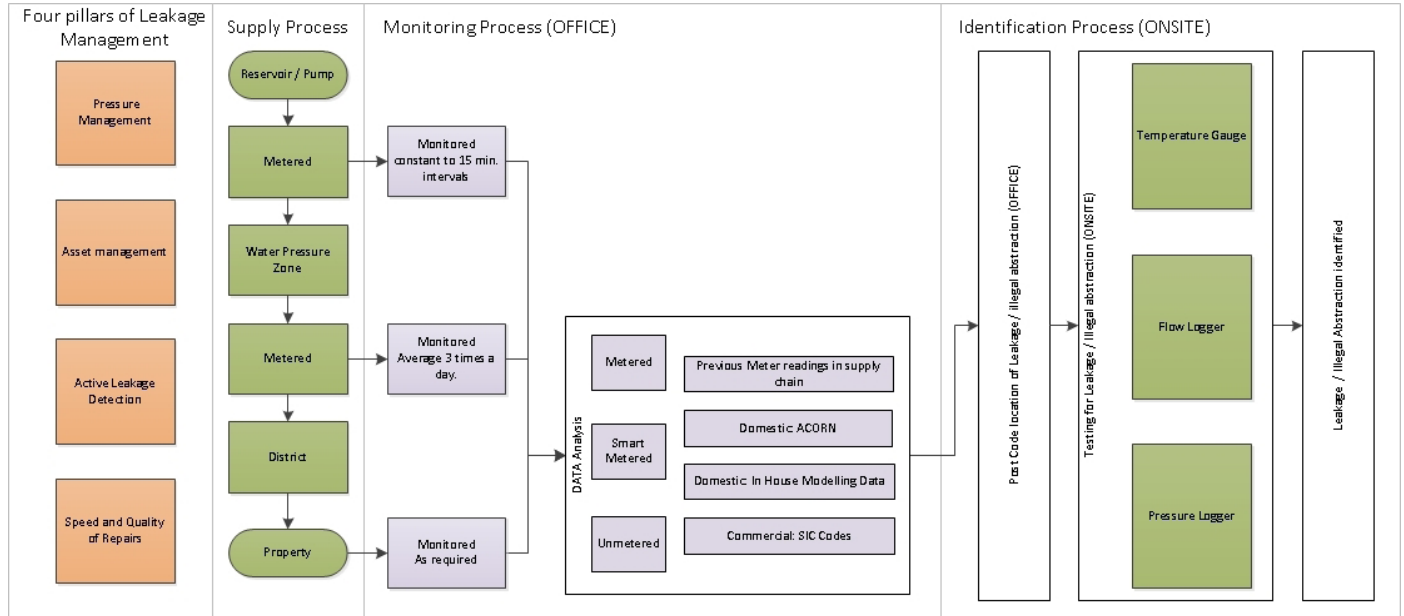 Four pillars of Leakage
Management
Pressure
Management
Asset management
Active Leakage
Detection
Speed and Quality
of Repairs
Supply Process
Reservoir / Pump
Metered
Water Pressure
Zone
Metered
District
Property
Monitoring Process (OFFICE)
Monitored
constant to 15 min.
intervals
Monitored
Average 3 times a
day.
Monitored
As required
DATA Analysis
Metered
Smart
Metered
Unmetered
Previous Meter readings in supply
chain
Domestic: ACORN
Domestic: In House Modelling Data
Commercial: SIC Codes
Identification Process (ONSITE)
Post Code location of Leakage / illegal abstraction (OFFICE)
Testing for Leakage / Illegal abstraction (ONSITE)
Temperature Gauge
Flow Logger
Pressure Logger
Leakage / Illegal Abstraction identified